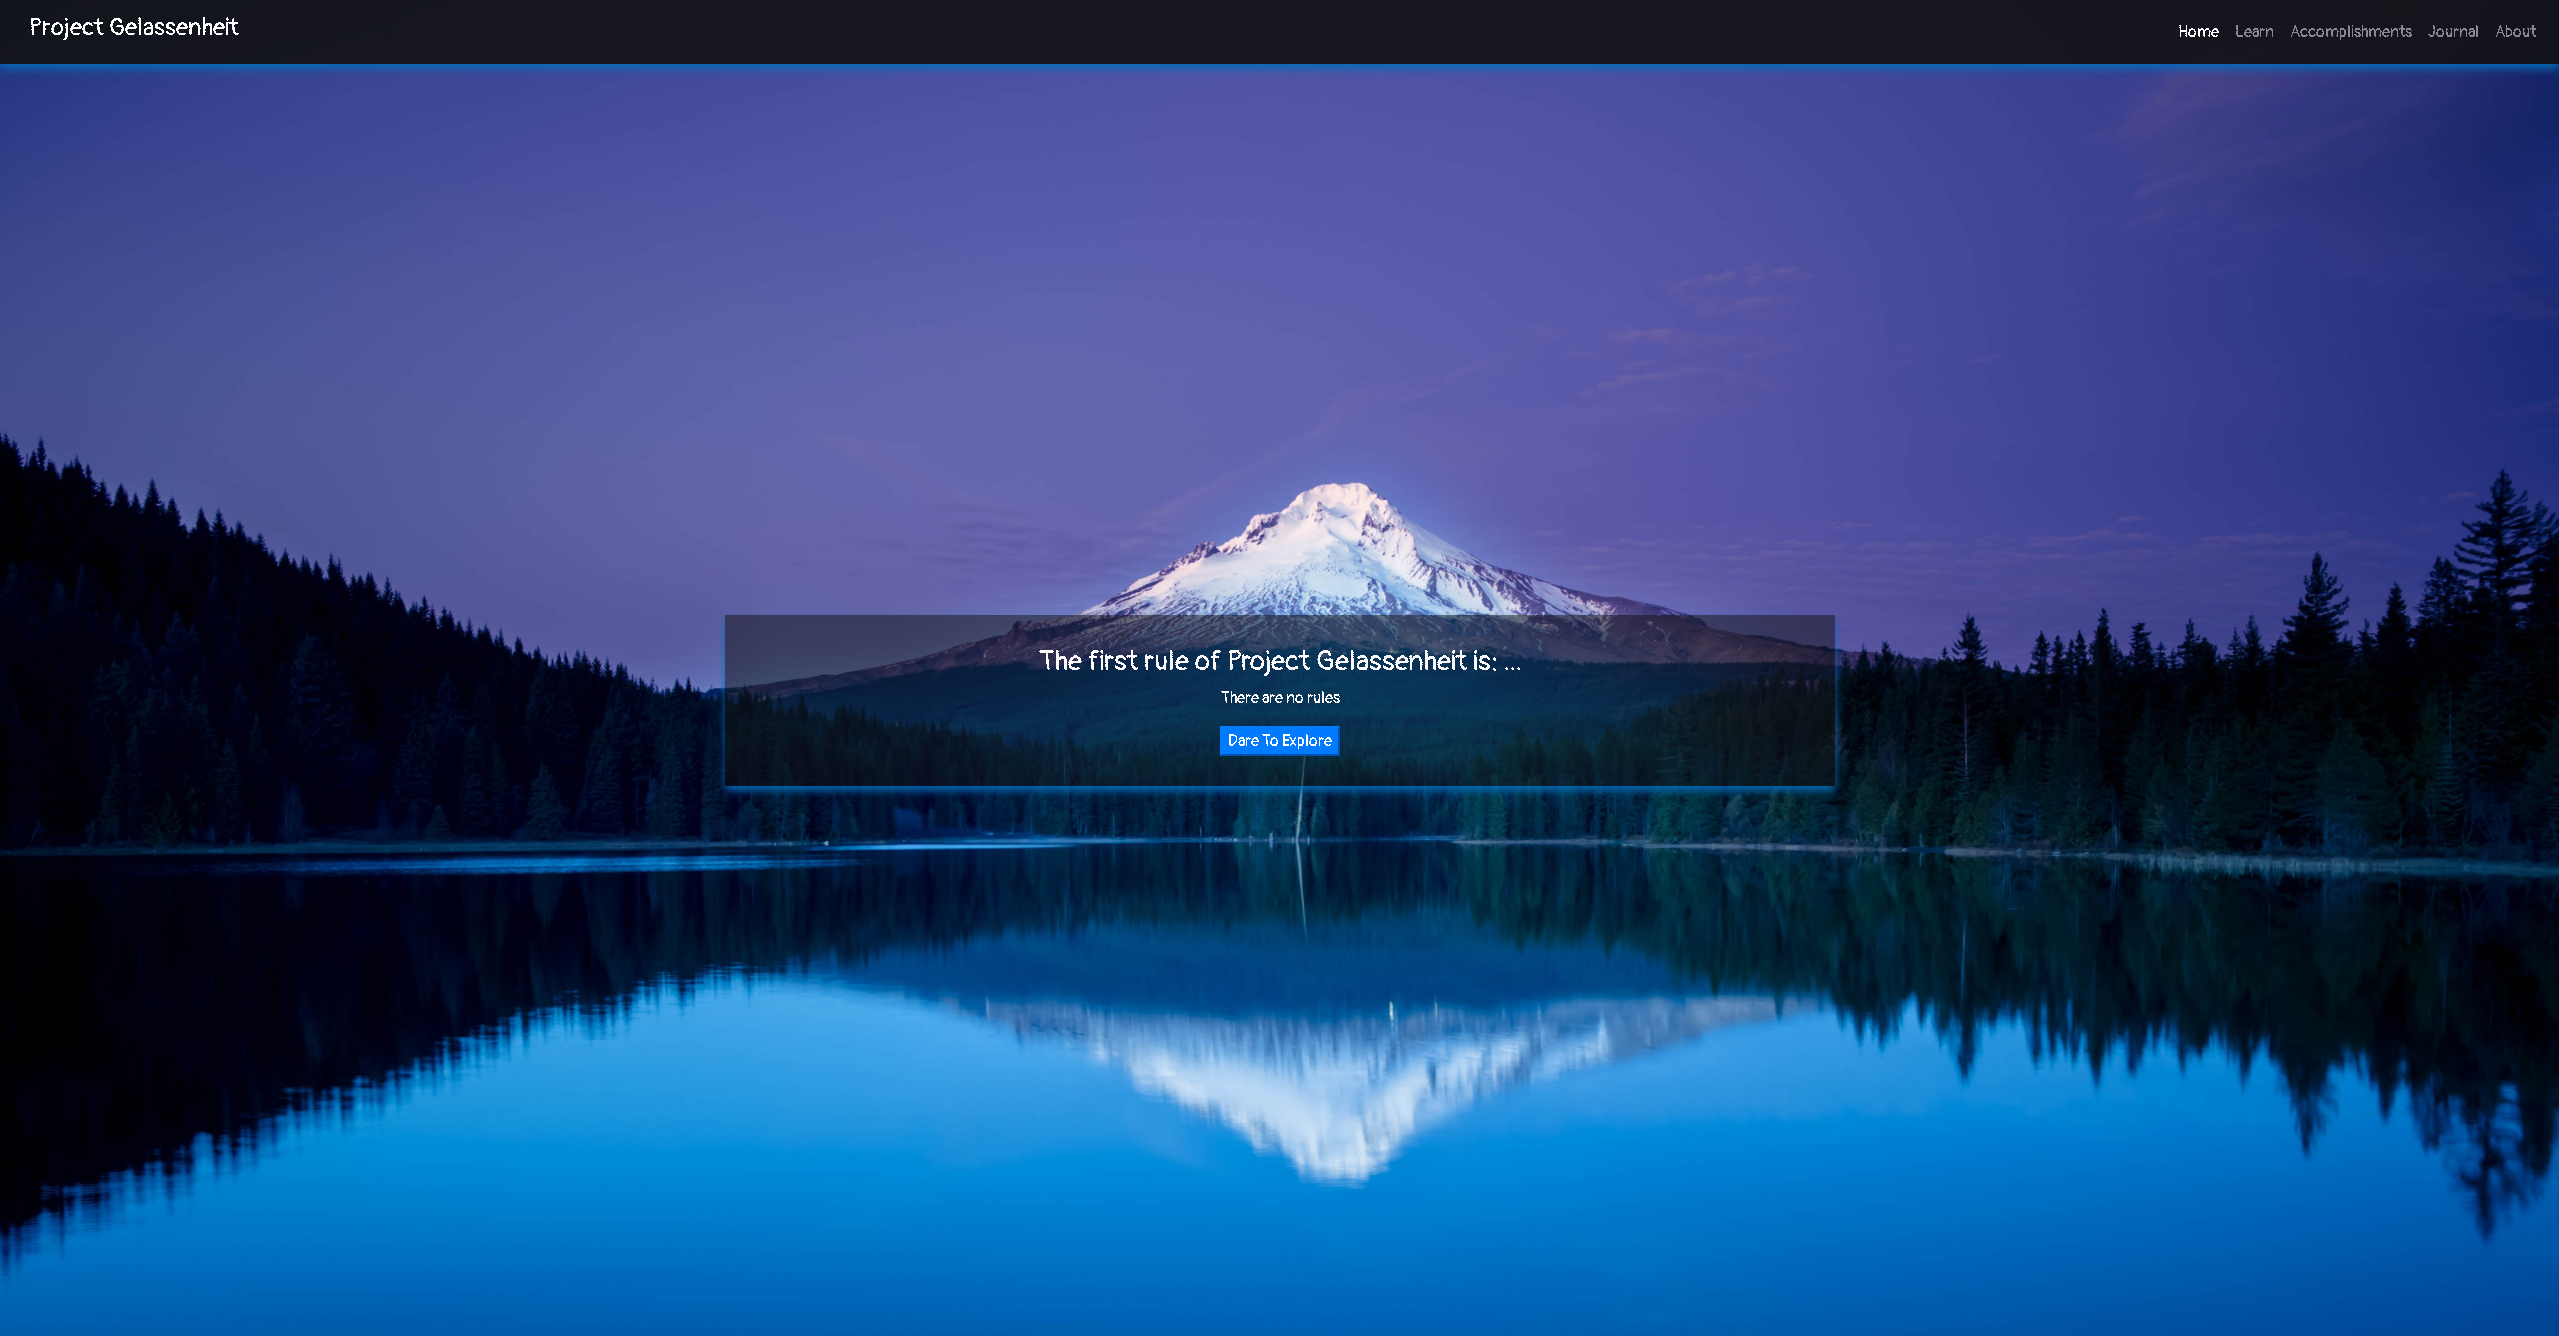 Project Gelassenheit
Home Learn Accomplishments Journal About
The first rule of Project Gelassenheit is: ...
There are no rules
Dare To Explore